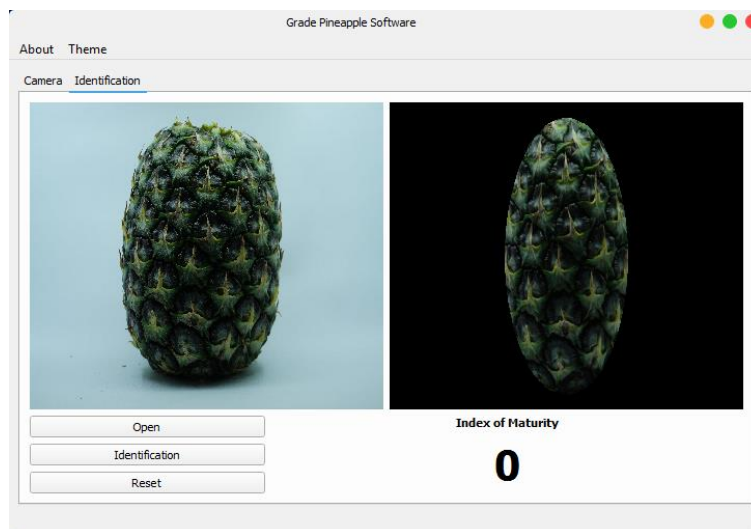 Grade Pineapple Software
About Theme
Camera Identification
Open
Identification
Reset
Index of Maturity
0